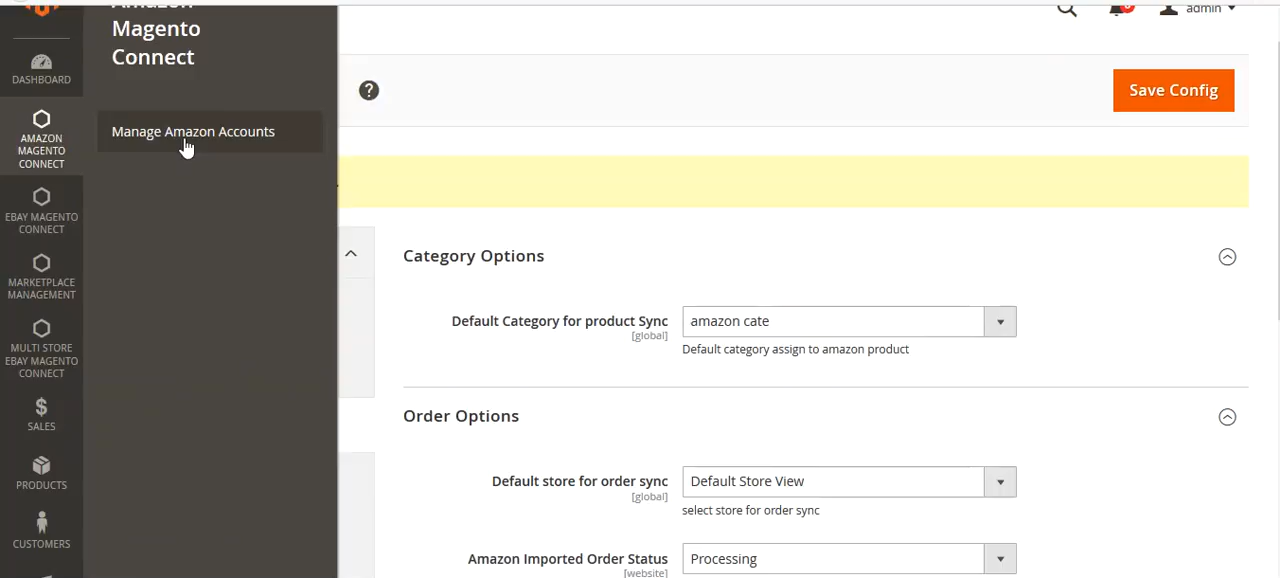 Amazon
Magento
Connect
Manage Amazon Accounts
DASHBOARD
AMAZON
MAGENTO
CONNECT
EBAY MAGENTO
CONNECT
MARKETPLACE
MANAGEMENT
MULTI STORE
EBAY MAGENTO
CONNECT
$
SALES
PRODUCTS
CUSTOMERS
admin
?
Save Config
Category Options
Default Category for product Sync
[global]
amazon cate
Default category assign to amazon product
Order Options
Default store for order sync
[global]
Default Store View
select store for order sync
Amazon Imported Order Status
[website]
Processing